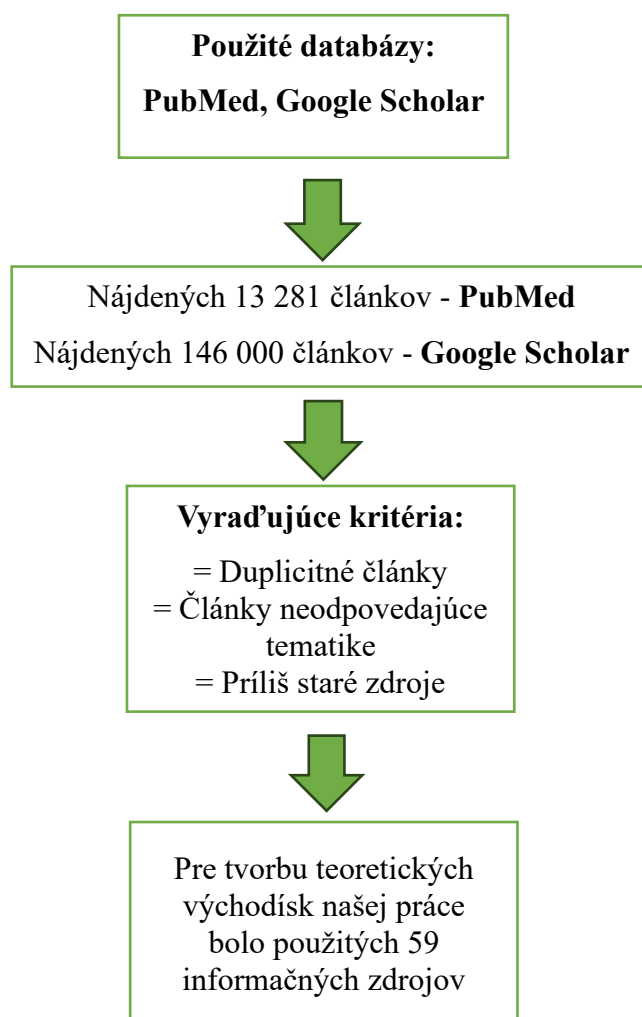 Použité databázy:
PubMed, Google Scholar
Nájdených 13 281 článkov - PubMed
Nájdených 146 000 článkov - Google Scholar
Vyraďujúce kritéria:
= Duplicitné články
= Články neodpovedajúce
tematike
= Príliš staré zdroje
Pre tvorbu teoretických
východísk našej práce
bolo použitých 59
informačných zdrojov